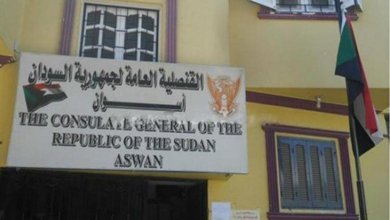 القنصلية العامة لجمهورية السودان
أسوان
THE CONSULATE GENERAL OF THE
REPUBLIC OF THE SUDAN
ASWAN